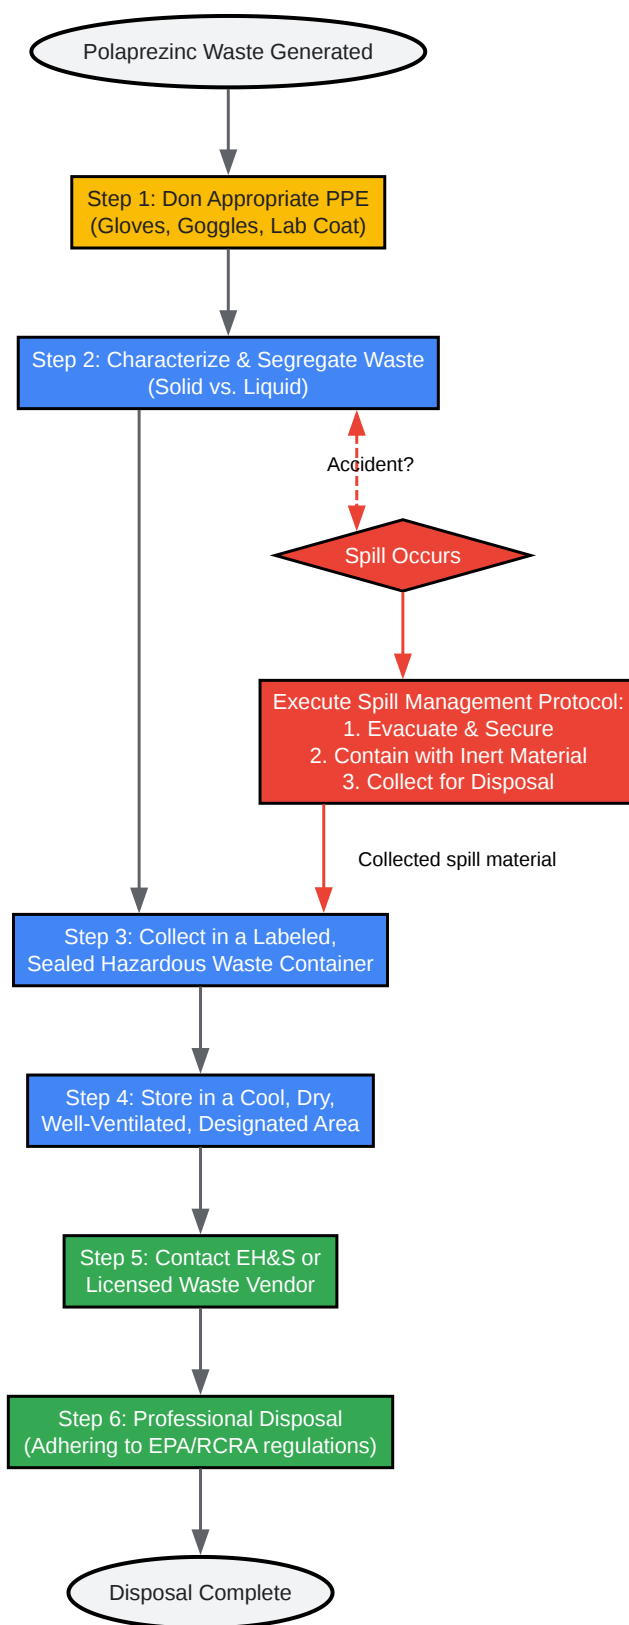 Polaprezinc Waste Generated
Step 1: Don Appropriate PPE
(Gloves, Goggles, Lab Coat)
Step 2: Characterize & Segregate Waste
(Solid vs. Liquid)
Accident?
Spill Occurs
Execute Spill Management Protocol:
1. Evacuate & Secure
2. Contain with Inert Material
3. Collect for Disposal
Collected spill material
Step 3: Collect in a Labeled,
Sealed Hazardous Waste Container
Step 4: Store in a Cool, Dry,
Well-Ventilated, Designated Area
Step 5: Contact EH&S or
Licensed Waste Vendor
Step 6: Professional Disposal
(Adhering to EPA/RCRA regulations)
Disposal Complete